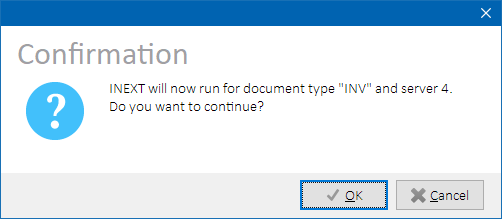 Confirmation
INEXT will now run for document type "INV" and server 4.
Do you want to continue?
?
OK
Cancel